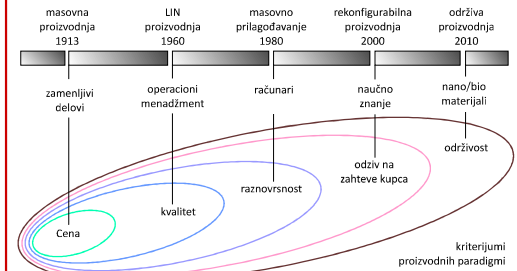 masovna
proizvodnja
1913
LIN
proizvodnja
1960
masovno
prilagođavanje
1980
rekonfigurabilna
proizvodnja
2000
održiva
proizvodnja
2010
zamenljivi
delovi
operacioni
menadžment
računari
naučno
znanje
nano/bio
materijali
Cena
kvalitet
raznovrsnost
odziv na
zahteve kupca
održivost
kriterijumi
proizvodnih paradigmi